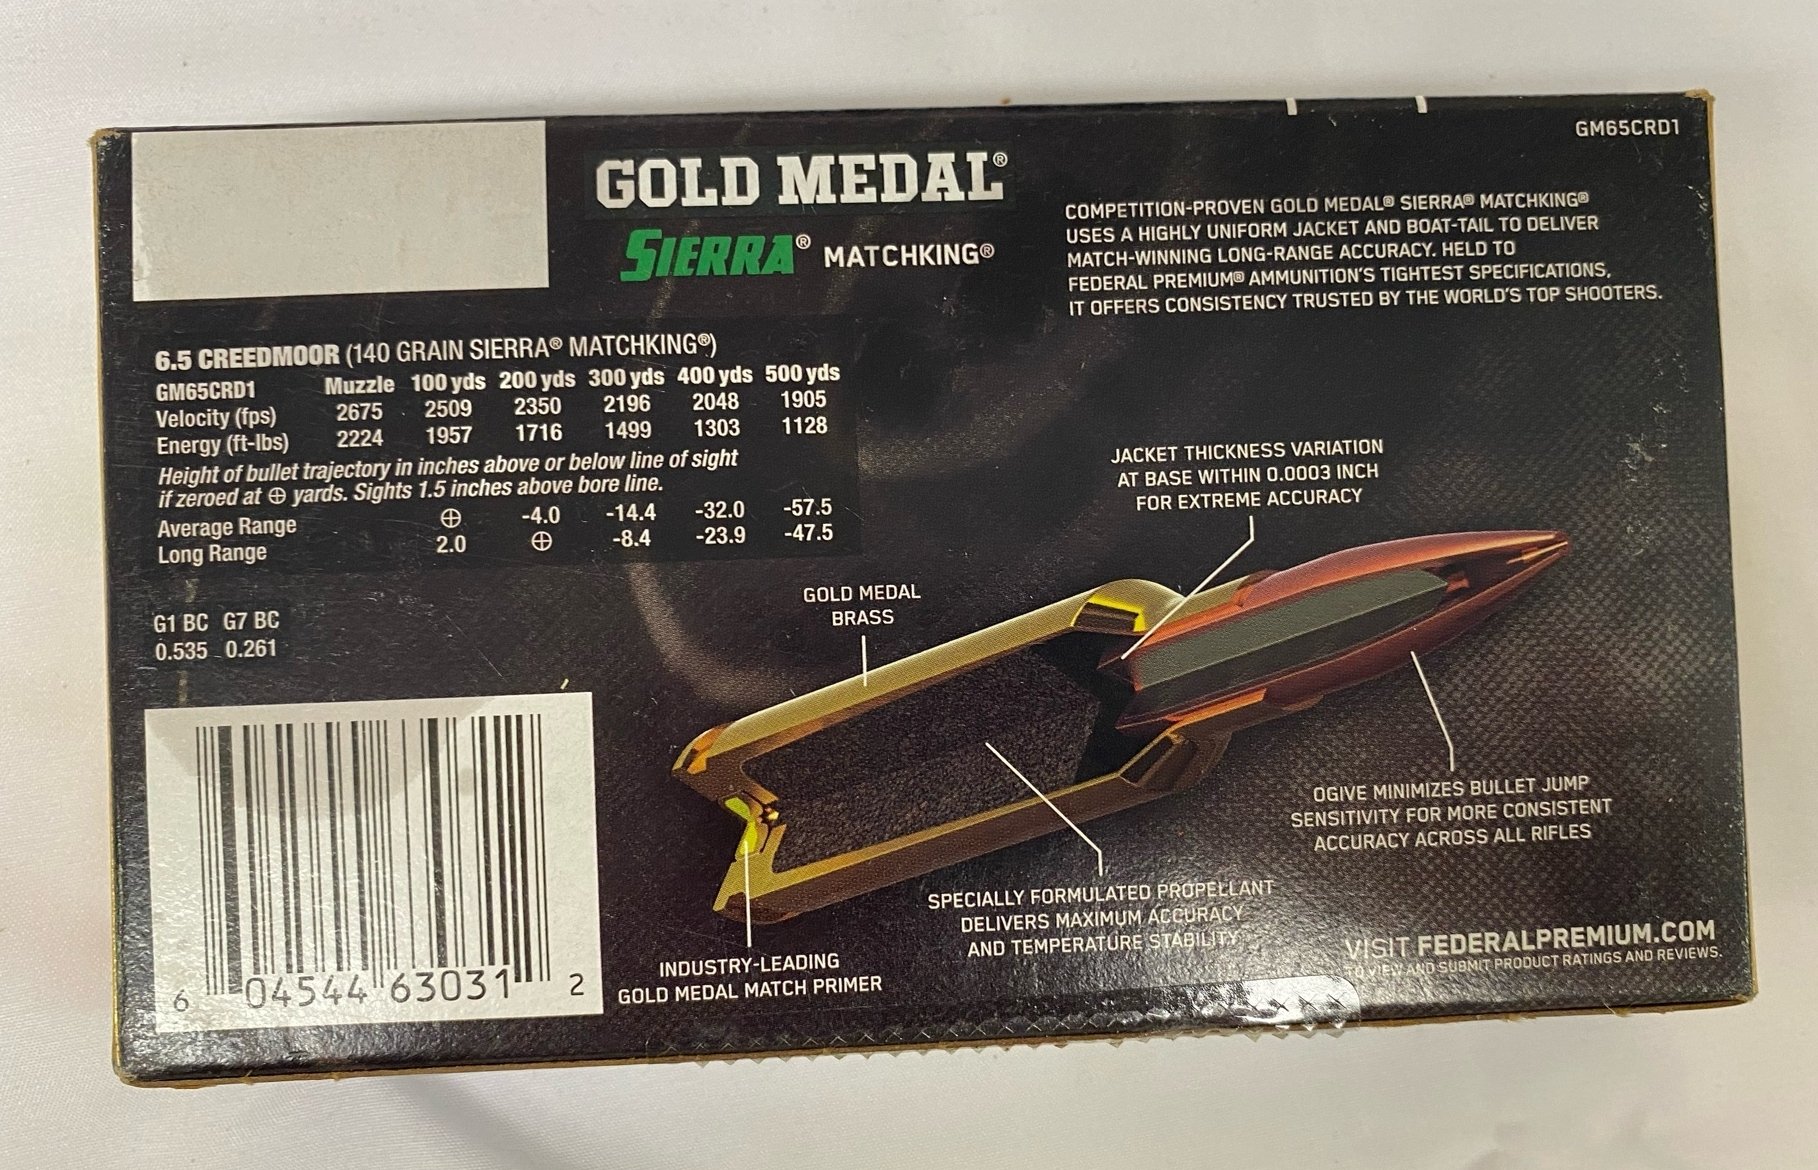 GM65CRD1
GOLD MEDAL®
SIERRA® MATCHKING®
COMPETITION-PROVEN GOLD MEDAL® SIERRA® MATCHKING®
USES A HIGHLY UNIFORM JACKET AND BOAT-TAIL TO DELIVER
MATCH-WINNING LONG-RANGE ACCURACY. HELD TO
FEDERAL PREMIUM® AMMUNITION'S TIGHTEST SPECIFICATIONS,
IT OFFERS CONSISTENCY TRUSTED BY THE WORLD'S TOP SHOOTERS.
6.5 CREEDMOOR (140 GRAIN SIERRA® MATCHKING®)
GM65CRD1 Muzzle 100 yds 200 yds 300 yds 400 yds 500 yds
Velocity (fps) 2675 2509 2350 2196 2048 1905
Energy (ft-lbs) 2224 1957 1716 1499 1303 1128
Height of bullet trajectory in inches above or below line of sight
if zeroed at ⊕ yards. Sights 1.5 inches above bore line.
Average Range ⊕ -4.0 -14.4 -32.0 -57.5
Long Range 2.0 ⊕ -8.4 -23.9 -47.5
G1 BC G7 BC
0.535 0.261
JACKET THICKNESS VARIATION
AT BASE WITHIN 0.0003 INCH
FOR EXTREME ACCURACY
GOLD MEDAL
BRASS
OGIVE MINIMIZES BULLET JUMP
SENSITIVITY FOR MORE CONSISTENT
ACCURACY ACROSS ALL RIFLES
SPECIALLY FORMULATED PROPELLANT
DELIVERS MAXIMUM ACCURACY
AND TEMPERATURE STABILITY
INDUSTRY-LEADING
GOLD MEDAL MATCH PRIMER
VISIT FEDERALPREMIUM.COM
TO VIEW AND SUBMIT PRODUCT RATINGS AND REVIEWS.
6 04544 63031 2